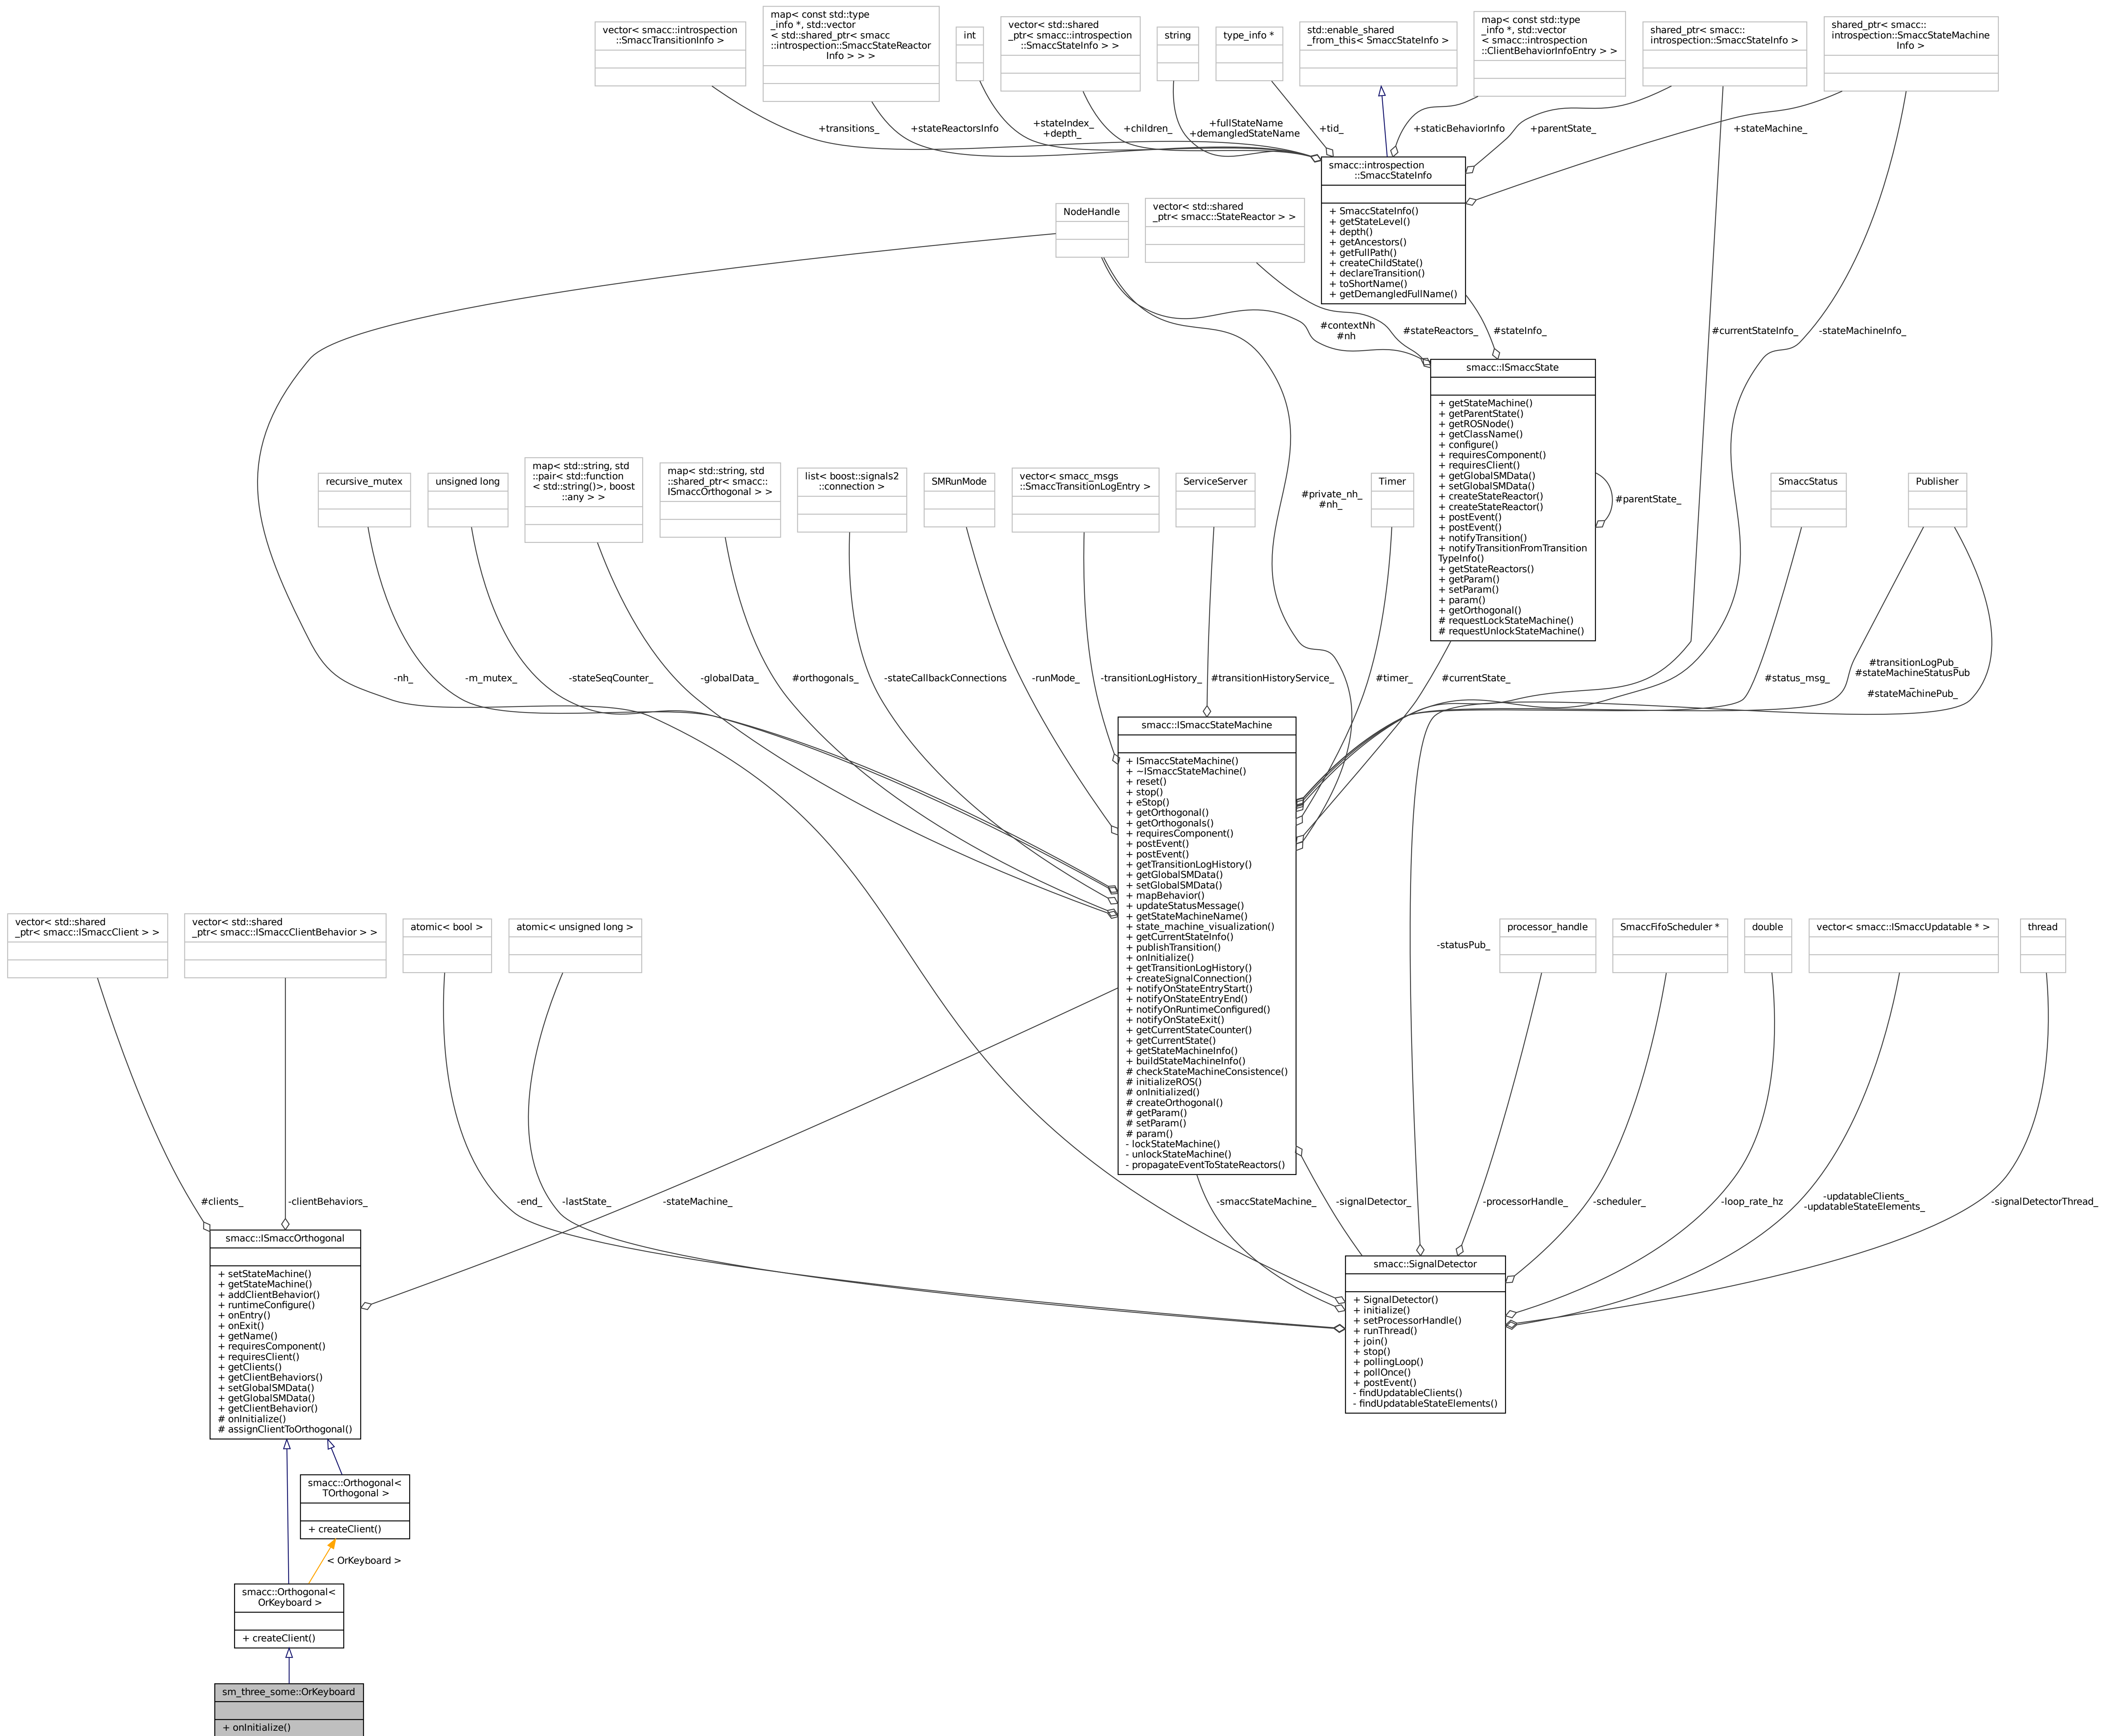 vector< smacc::introspection
::SmaccTransitionInfo >
map< const std::type
_info *, std::vector
< std::shared_ptr< smacc
::introspection::SmaccStateReactor
Info > > >
int
vector< std::shared
_ptr< smacc::introspection
::SmaccStateInfo > >
string
type_info *
std::enable_shared
_from_this< SmaccStateInfo >
map< const std::type
_info *, std::vector
< smacc::introspection
::ClientBehaviorInfoEntry > >
shared_ptr< smacc::
introspection::SmaccStateInfo >
shared_ptr< smacc::
introspection::SmaccStateMachine
Info >
+transitions_
+stateReactorsInfo
+stateIndex_
+depth_
+children_
+fullStateName
+demangledStateName
+tid_
+staticBehaviorInfo
+parentState_
+stateMachine_
smacc::introspection
::SmaccStateInfo
+ SmaccStateInfo()
+ getStateLevel()
+ depth()
+ getAncestors()
+ getFullPath()
+ createChildState()
+ declareTransition()
+ toShortName()
+ getDemangledFullName()
NodeHandle
vector< std::shared
_ptr< smacc::StateReactor > >
#contextNh
#nh
#stateReactors_
#stateInfo_
#currentStateInfo_
-stateMachineInfo_
smacc::ISmaccState
+ getStateMachine()
+ getParentState()
+ getROSNode()
+ getClassName()
+ configure()
+ requiresComponent()
+ requiresClient()
+ getGlobalSMData()
+ setGlobalSMData()
+ createStateReactor()
+ createStateReactor()
+ postEvent()
+ postEvent()
+ notifyTransition()
+ notifyTransitionFromTransition
TypeInfo()
+ getStateReactors()
+ getParam()
+ setParam()
+ param()
+ getOrthogonal()
# requestLockStateMachine()
# requestUnlockStateMachine()
#parentState_
recursive_mutex
unsigned long
map< std::string, std
::pair< std::function
< std::string()>, boost
::any > >
map< std::string, std
::shared_ptr< smacc::
ISmaccOrthogonal > >
list< boost::signals2
::connection >
SMRunMode
vector< smacc_msgs
::SmaccTransitionLogEntry >
ServiceServer
#private_nh_
#nh_
Timer
SmaccStatus
Publisher
-nh_
-m_mutex_
-stateSeqCounter_
-globalData_
#orthogonals_
-stateCallbackConnections
-runMode_
-transitionLogHistory_
#transitionHistoryService_
#timer_
#currentState_
#status_msg_
#transitionLogPub_
#stateMachineStatusPub
_
#stateMachinePub_
smacc::ISmaccStateMachine
+ ISmaccStateMachine()
+ ~ISmaccStateMachine()
+ reset()
+ stop()
+ eStop()
+ getOrthogonal()
+ getOrthogonals()
+ requiresComponent()
+ postEvent()
+ postEvent()
+ getTransitionLogHistory()
+ getGlobalSMData()
+ setGlobalSMData()
+ mapBehavior()
+ updateStatusMessage()
+ getStateMachineName()
+ state_machine_visualization()
+ getCurrentStateInfo()
+ publishTransition()
+ onInitialize()
+ getTransitionLogHistory()
+ createSignalConnection()
+ notifyOnStateEntryStart()
+ notifyOnStateEntryEnd()
+ notifyOnRuntimeConfigured()
+ notifyOnStateExit()
+ getCurrentStateCounter()
+ getCurrentState()
+ getStateMachineInfo()
+ buildStateMachineInfo()
# checkStateMachineConsistence()
# initializeROS()
# onInitialized()
# createOrthogonal()
# getParam()
# setParam()
# param()
- lockStateMachine()
- unlockStateMachine()
- propagateEventToStateReactors()
vector< std::shared
_ptr< smacc::ISmaccClient > >
vector< std::shared
_ptr< smacc::ISmaccClientBehavior > >
atomic< bool >
atomic< unsigned long >
-statusPub_
processor_handle
SmaccFifoScheduler *
double
vector< smacc::ISmaccUpdatable * >
thread
#clients_
-clientBehaviors_
-end_
-lastState_
-stateMachine_
-smaccStateMachine_
-signalDetector_
-processorHandle_
-scheduler_
-loop_rate_hz
-updatableClients_
-updatableStateElements_
-signalDetectorThread_
smacc::ISmaccOrthogonal
+ setStateMachine()
+ getStateMachine()
+ addClientBehavior()
+ runtimeConfigure()
+ onEntry()
+ onExit()
+ getName()
+ requiresComponent()
+ requiresClient()
+ getClients()
+ getClientBehaviors()
+ setGlobalSMData()
+ getGlobalSMData()
+ getClientBehavior()
# onInitialize()
# assignClientToOrthogonal()
smacc::SignalDetector
+ SignalDetector()
+ initialize()
+ setProcessorHandle()
+ runThread()
+ join()
+ stop()
+ pollingLoop()
+ pollOnce()
+ postEvent()
- findUpdatableClients()
- findUpdatableStateElements()
smacc::Orthogonal<
TOrthogonal >
+ createClient()
< OrKeyboard >
smacc::Orthogonal<
OrKeyboard >
+ createClient()
sm_three_some::OrKeyboard
+ onInitialize()